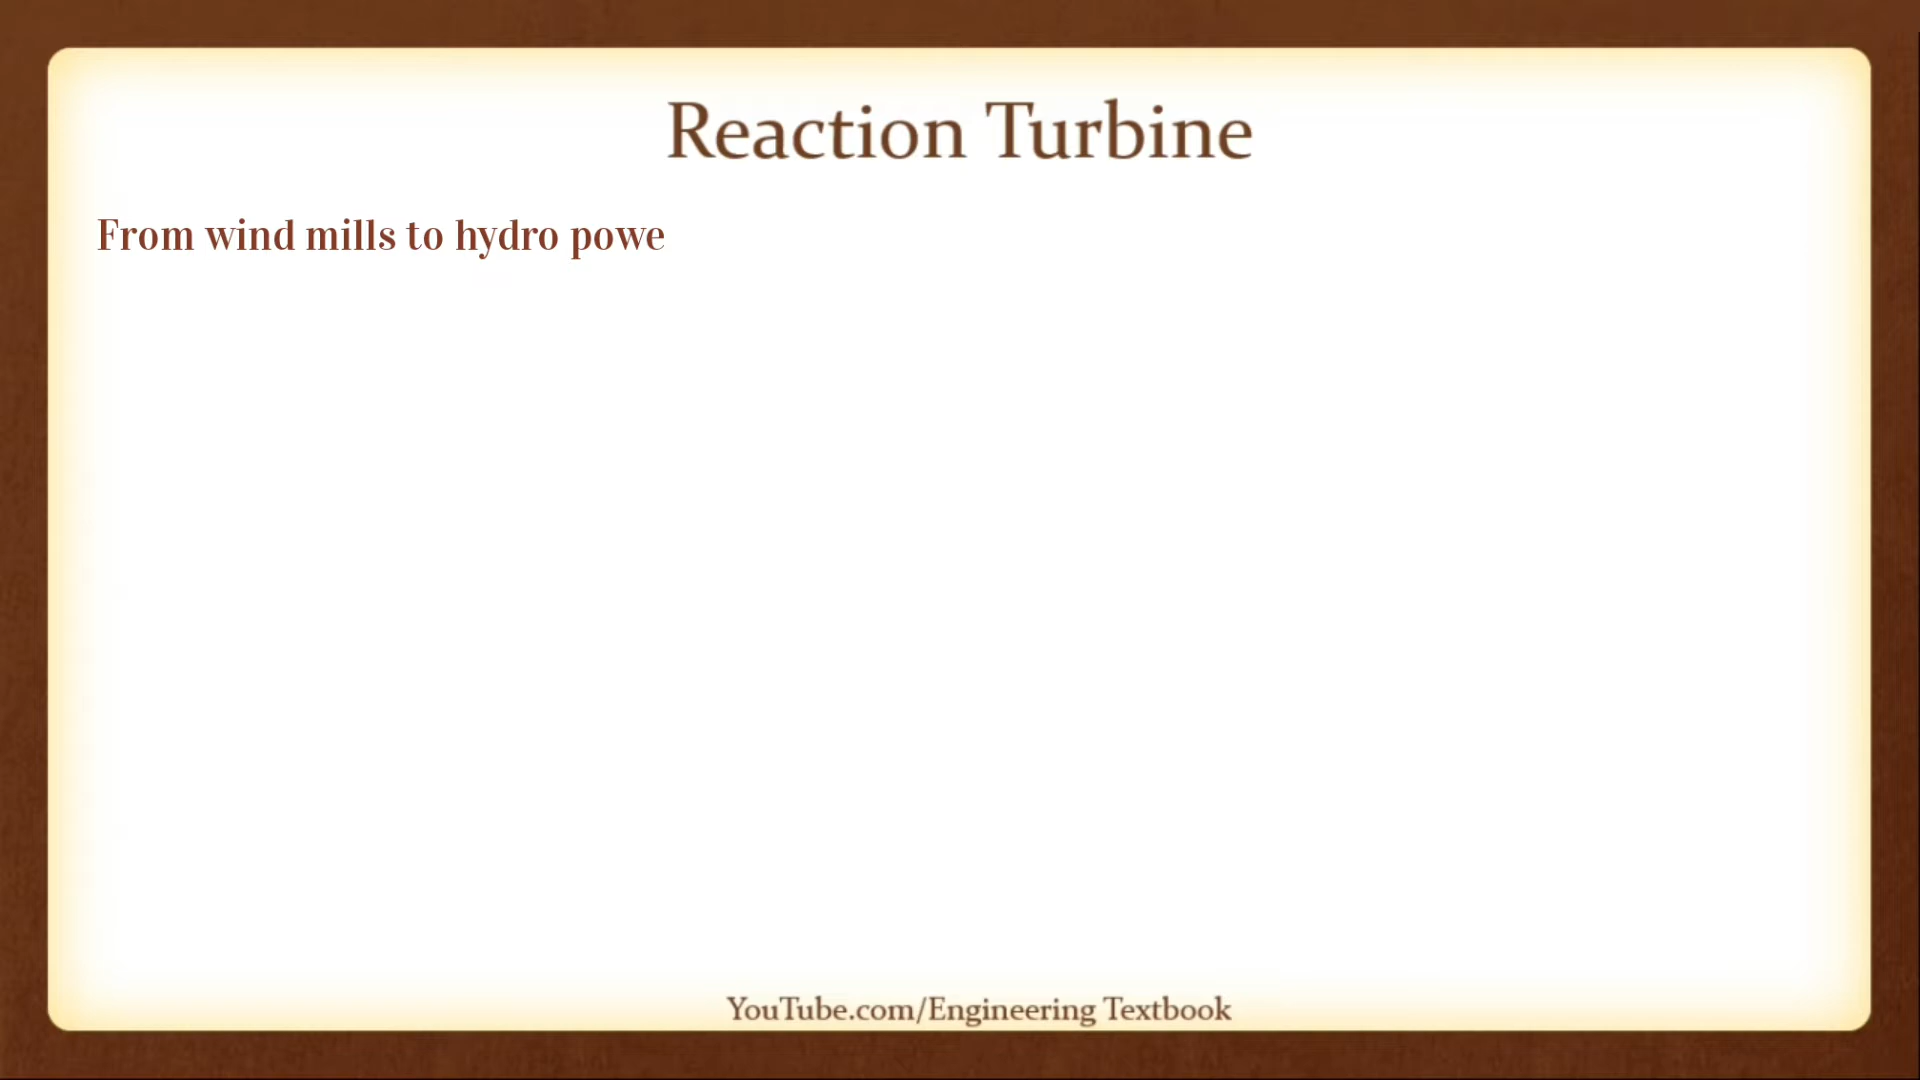 Reaction Turbine
From wind mills to hydro powe
YouTube.com/Engineering Textbook